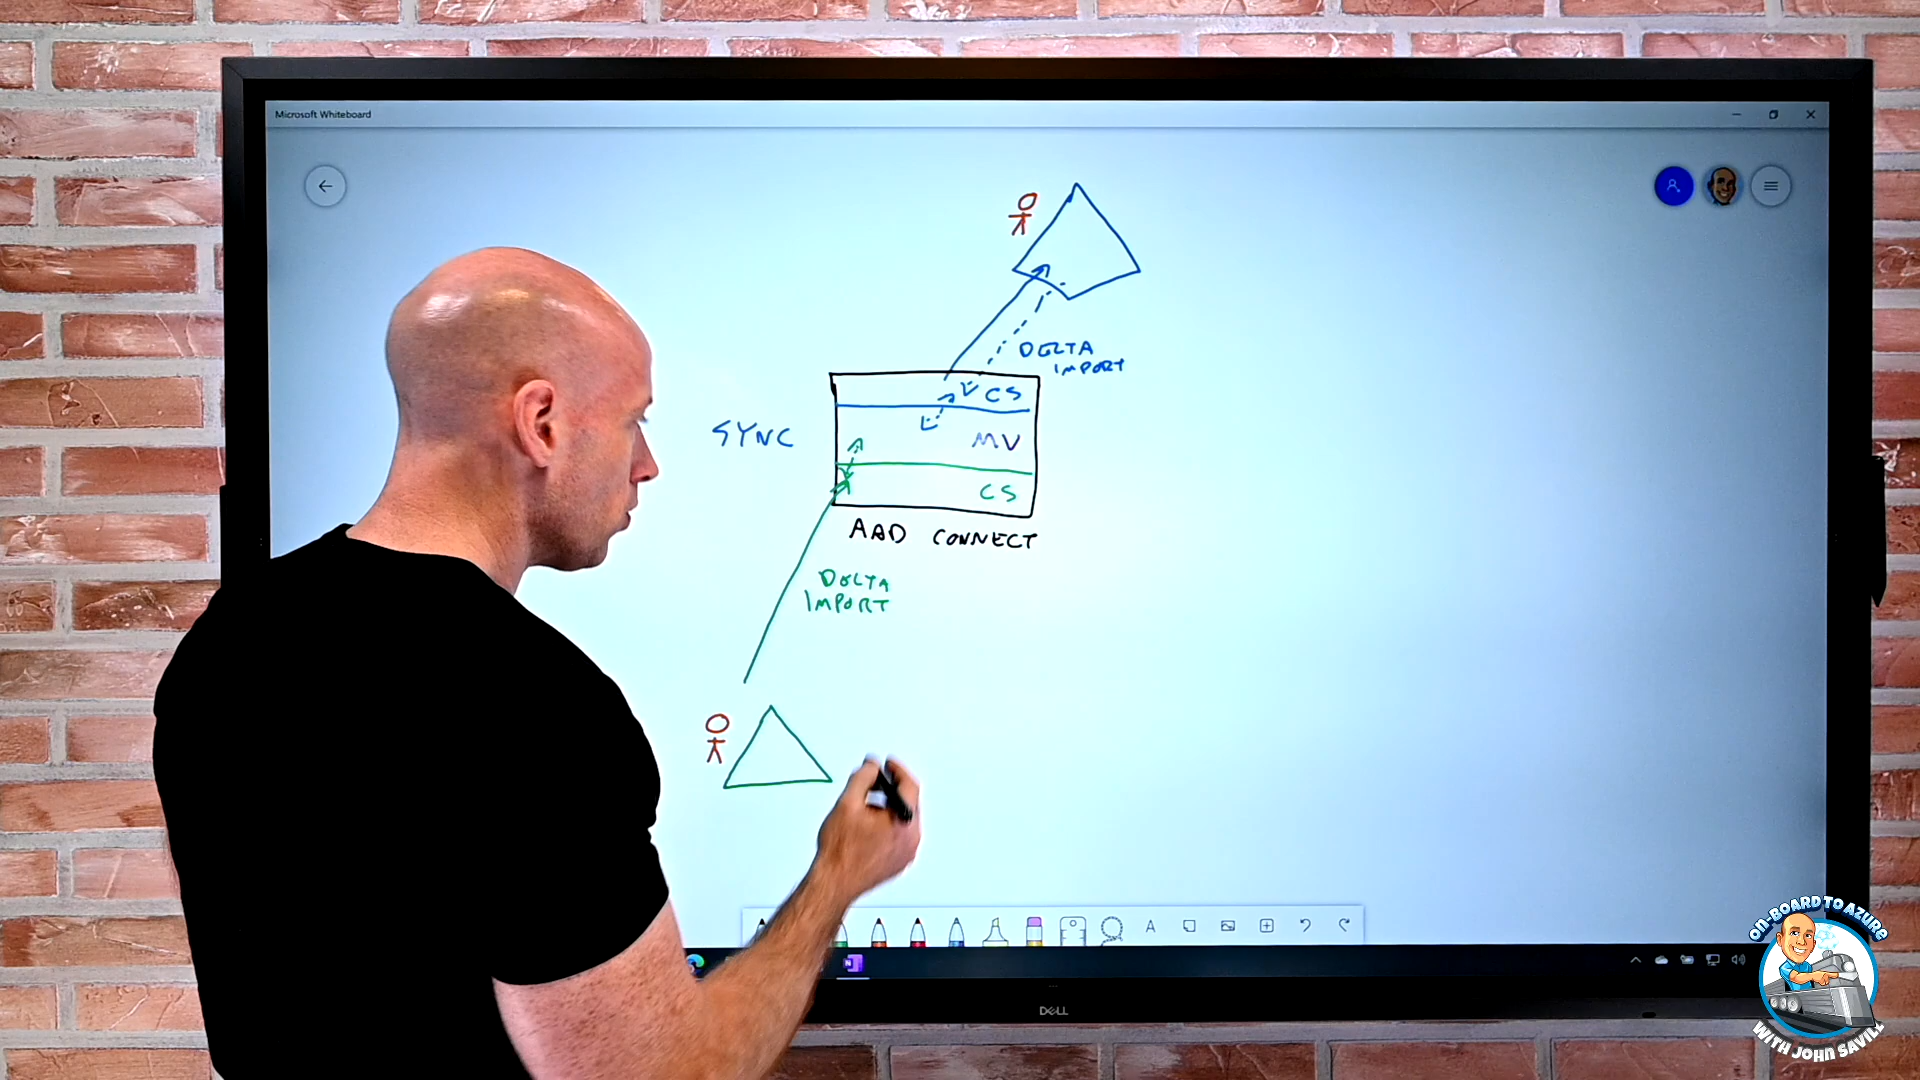 Microsoft Whiteboard
DELTA
IMPORT
CS
SYNC
MV
CS
AAD CONNECT
DELTA
IMPORT
A
DELL
ON-BOARD TO AZURE
WITH JOHN SAVILL